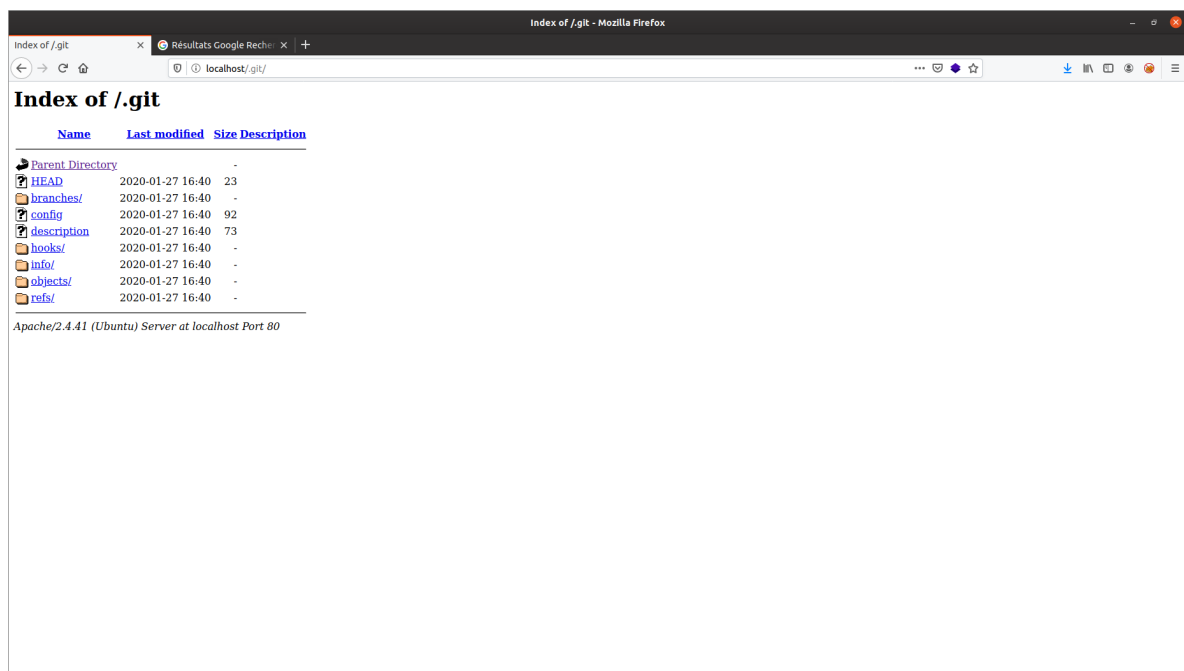 Index of /.git - Mozilla Firefox
Index of /.git
Résultats Google Recher
localhost/.git/
Index of /.git
Name Last modified Size Description
Parent Directory -
HEAD 2020-01-27 16:40 23
branches/ 2020-01-27 16:40 -
config 2020-01-27 16:40 92
description 2020-01-27 16:40 73
hooks/ 2020-01-27 16:40 -
info/ 2020-01-27 16:40 -
objects/ 2020-01-27 16:40 -
refs/ 2020-01-27 16:40 -
Apache/2.4.41 (Ubuntu) Server at localhost Port 80